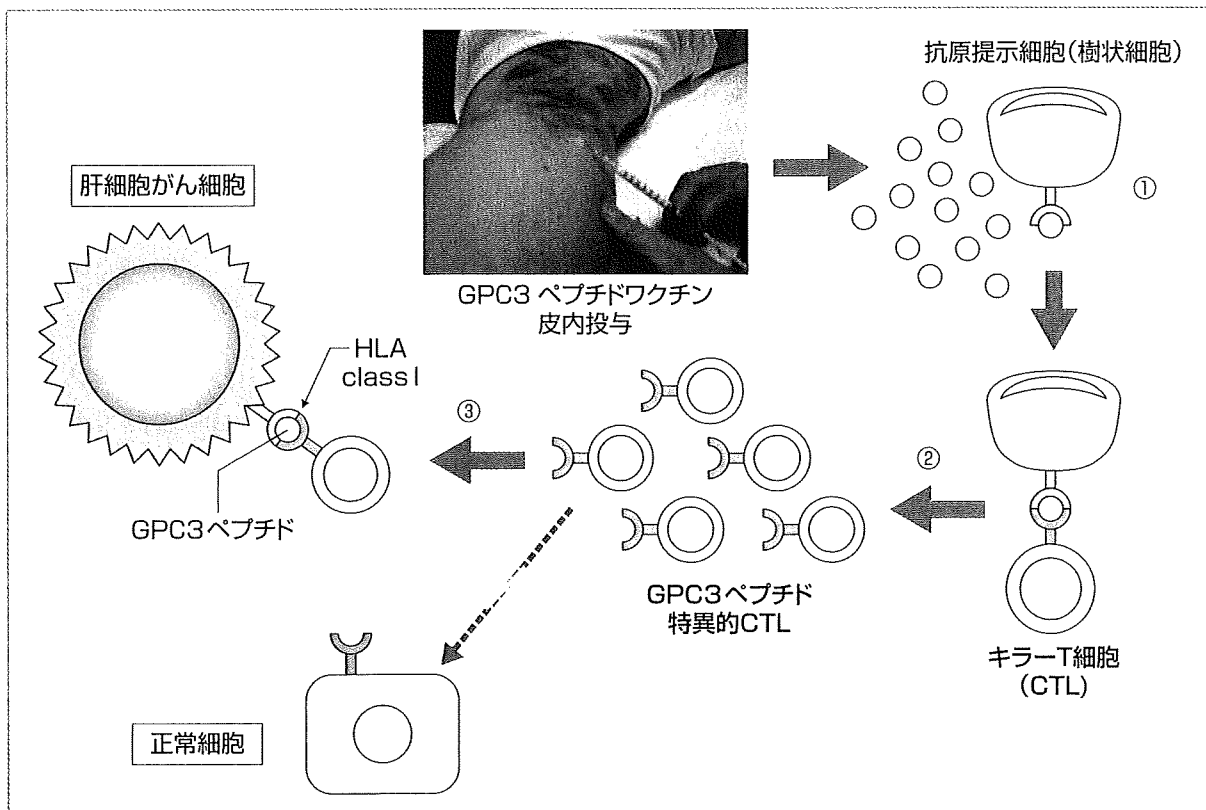 抗原提示細胞(樹状細胞)
①
肝細胞がん細胞
GPC3 ペプチドワクチン
皮内投与
HLA
class I
GPC3ペプチド
③
②
GPC3ペプチド
特異的CTL
キラーT細胞
(CTL)
正常細胞